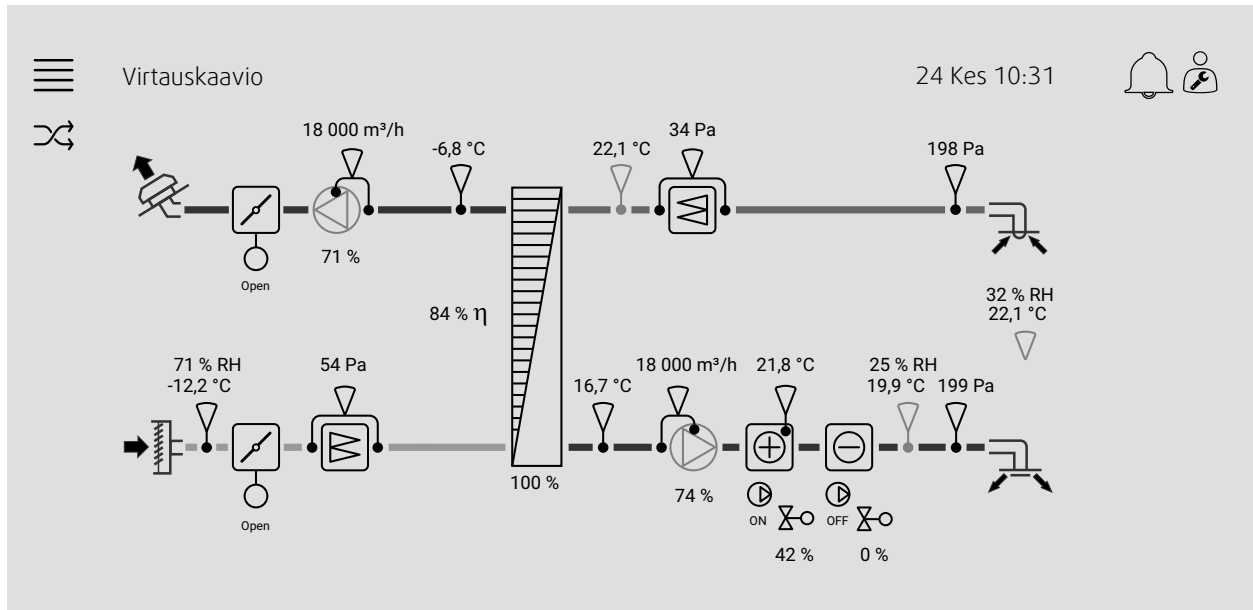 Virtauskaavio
24 Kes 10:31
18 000 m³/h
-6,8 °C
22,1 °C
34 Pa
198 Pa
71 %
Open
84 % η
32 % RH
22,1 °C
71 % RH
-12,2 °C
54 Pa
16,7 °C
18 000 m³/h
21,8 °C
25 % RH
19,9 °C
199 Pa
100 %
74 %
Open
ON
OFF
42 %
0 %